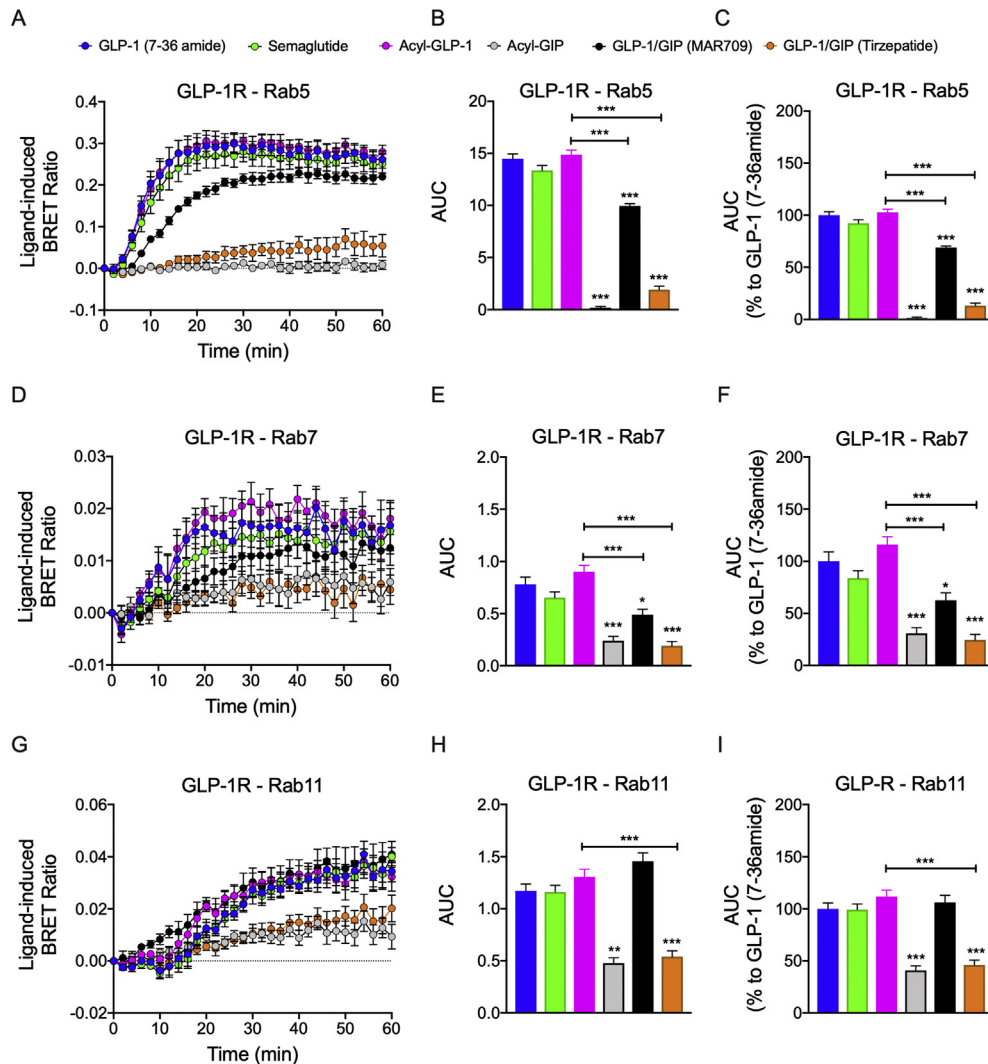 A
B
C
GLP-1 (7-36 amide)
Semaglutide
Acyl-GLP-1
Acyl-GIP
GLP-1/GIP (MAR709)
GLP-1/GIP (Tirzepatide)
GLP-1R - Rab5
Ligand-induced
BRET Ratio
0.4
0.3
0.2
0.1
0.0
-0.1
0 10 20 30 40 50 60
Time (min)
GLP-1R - Rab5
AUC
20
15
10
5
0
***
***
***
***
***
GLP-1R - Rab5
AUC
(% to GLP-1 (7-36amide)
200
150
100
50
0
***
***
***
***
***
D
E
F
GLP-1R - Rab7
Ligand-induced
BRET Ratio
0.03
0.02
0.01
0.00
-0.01
0 10 20 30 40 50 60
Time (min)
GLP-1R - Rab7
AUC
2.0
1.5
1.0
0.5
0.0
***
***
***
*
***
GLP-1R - Rab7
AUC
(% to GLP-1 (7-36amide)
200
150
100
50
0
***
***
***
*
***
G
H
I
GLP-1R - Rab11
Ligand-induced
BRET Ratio
0.06
0.04
0.02
0.00
-0.02
0 10 20 30 40 50 60
Time (min)
GLP-1R - Rab11
AUC
2.0
1.5
1.0
0.5
0.0
***
**
***
GLP-R - Rab11
AUC
(% to GLP-1 (7-36amide)
200
150
100
50
0
***
***
***